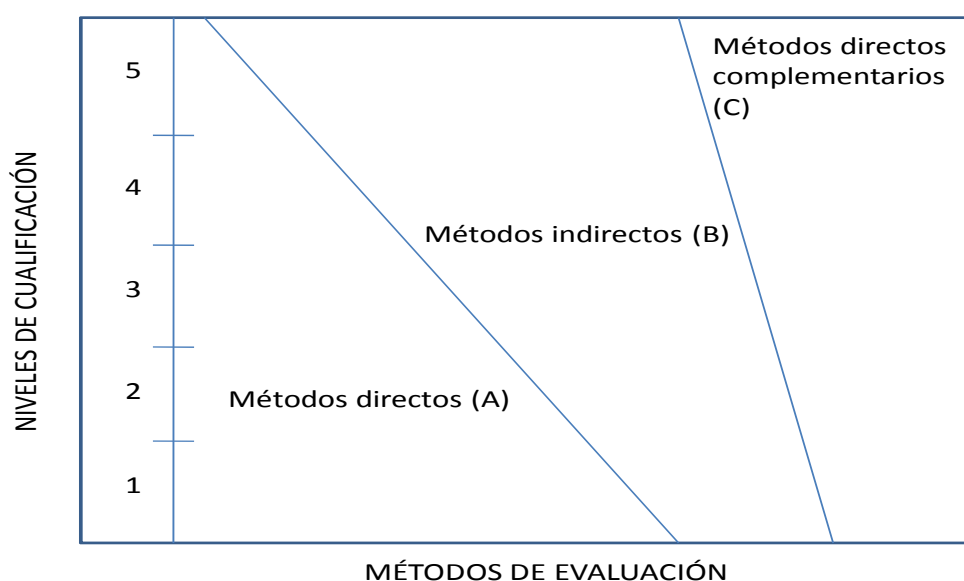 NIVELES DE CUALIFICACIÓN
5
4
3
2
1
Métodos directos
complementarios
(C)
Métodos indirectos (B)
Métodos directos (A)
MÉTODOS DE EVALUACIÓN